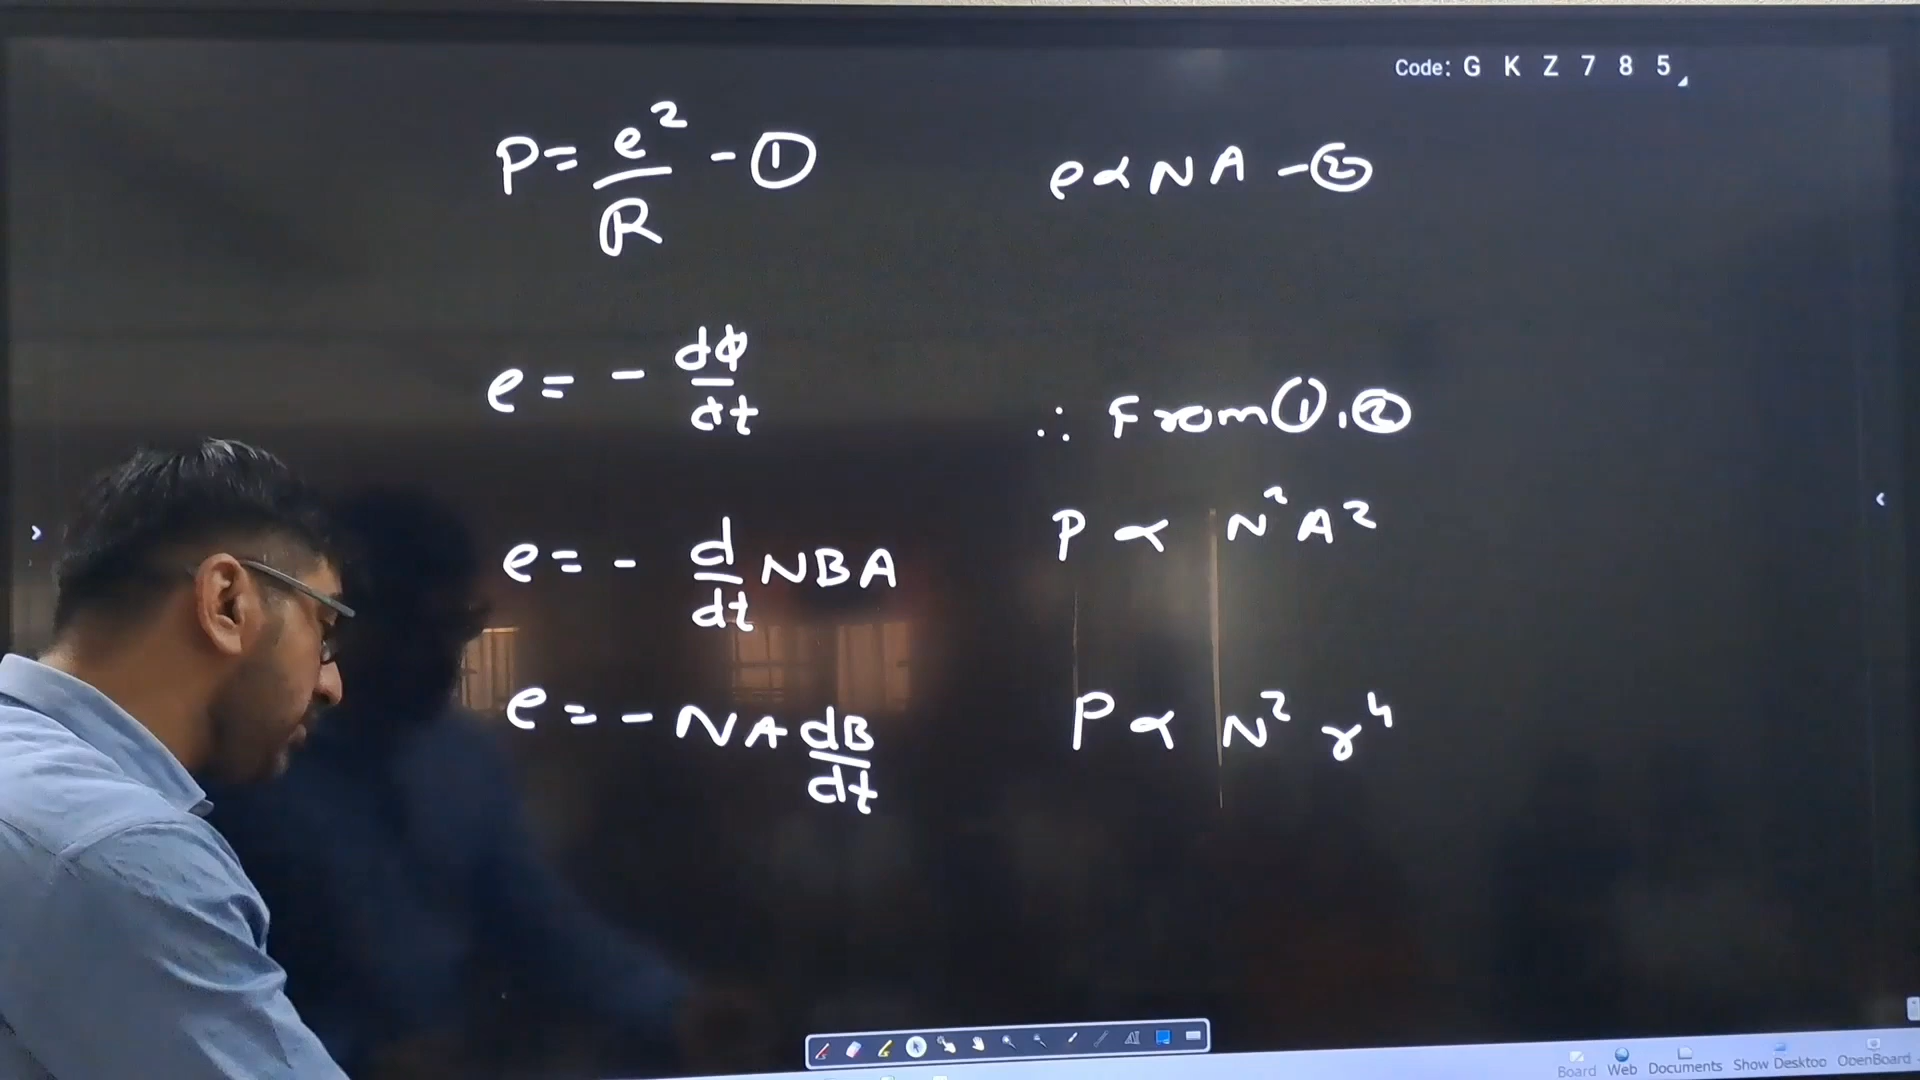 Code: G K Z 7 8 5
P = e²/R - ①
e = - dϕ/dt
e = - d/dt NBA
e = - NA dB/dt
e ∝ NA - ②
∴ From ①, ②
P ∝ N²A²
P ∝ N² r⁴
Board Web Documents Show Desktop OpenBoard